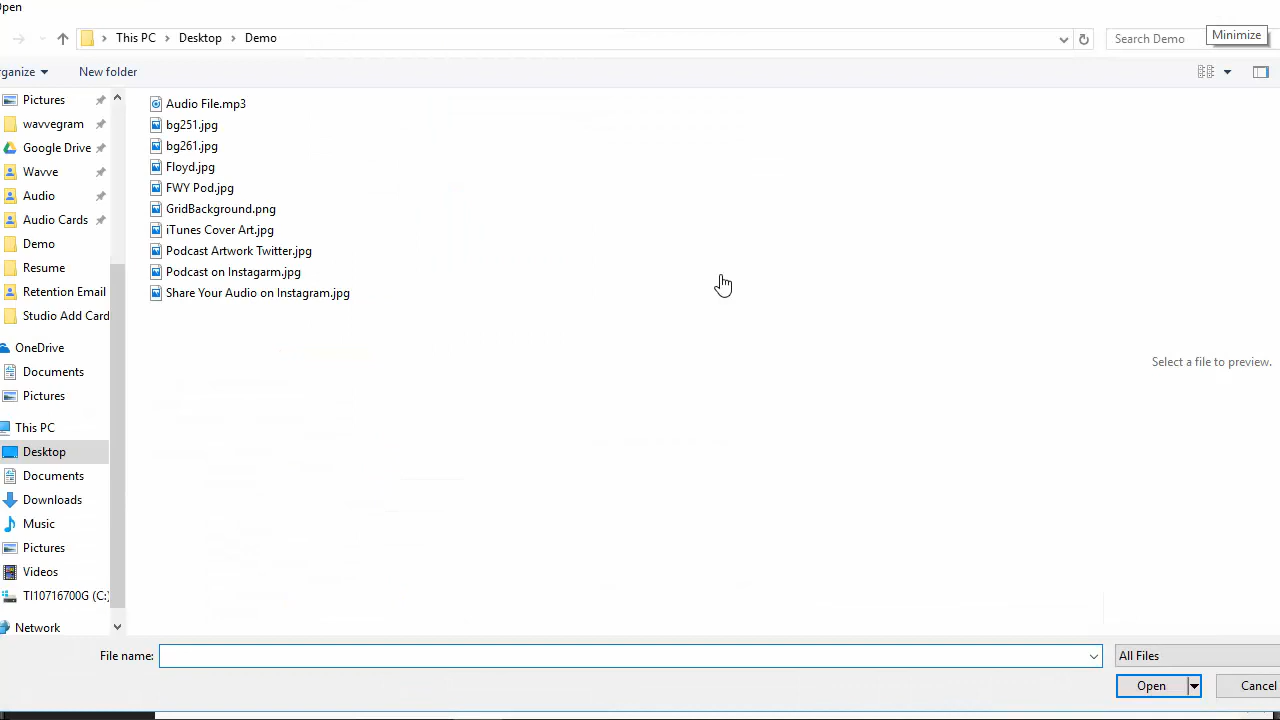 Open
This PC
Desktop
Demo
Search Demo
Minimize
rganize
New folder
Pictures
wavvegram
Google Drive
Wavve
Audio
Audio Cards
Demo
Resume
Retention Email
Studio Add Card
OneDrive
Documents
Pictures
This PC
Desktop
Documents
Downloads
Music
Pictures
Videos
TI10716700G (C:)
Network
Audio File.mp3
bg251.jpg
bg261.jpg
Floyd.jpg
FWY Pod.jpg
GridBackground.png
iTunes Cover Art.jpg
Podcast Artwork Twitter.jpg
Podcast on Instagarm.jpg
Share Your Audio on Instagram.jpg
Select a file to preview.
File name:
All Files
Open
Cancel